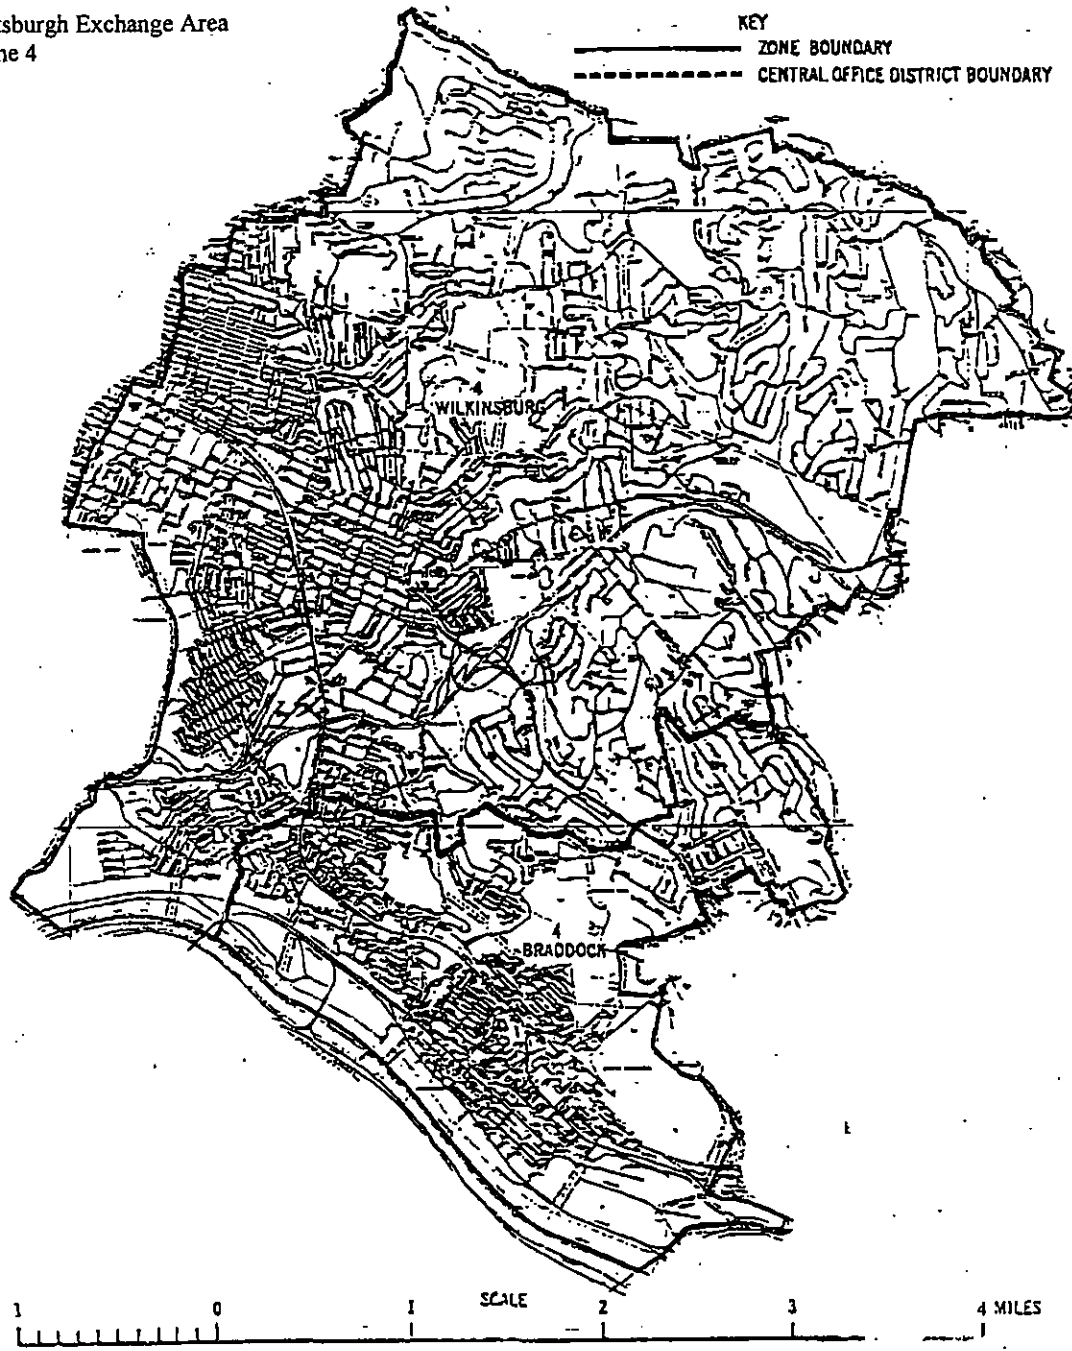 tsburgh Exchange Area
ne 4
KEY
ZONE BOUNDARY
CENTRAL OFFICE DISTRICT BOUNDARY
4
WILKINSBURG
4
BRADDOCK
SCALE
1 0 1 2 3 4 MILES